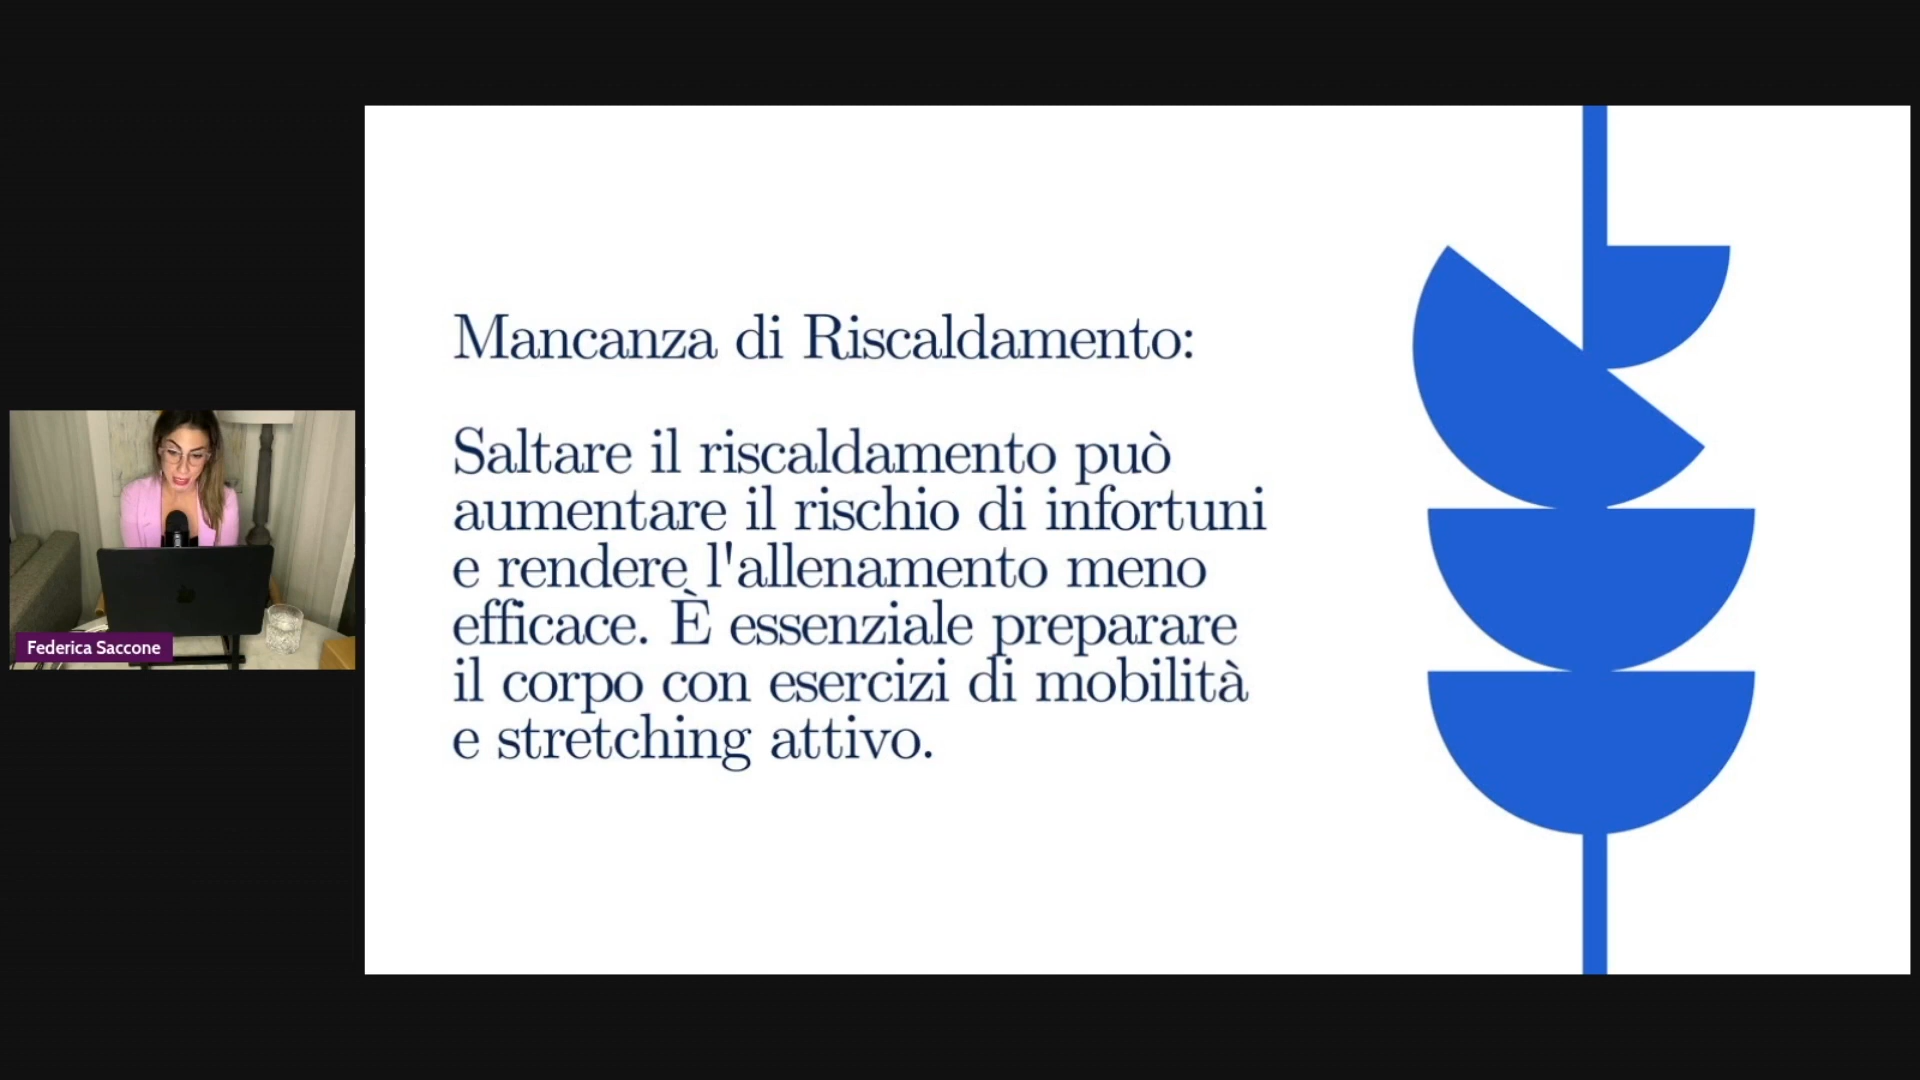 Mancanza di Riscaldamento:
Saltare il riscaldamento può
aumentare il rischio di infortuni
e rendere l'allenamento meno
efficace. È essenziale preparare
il corpo con esercizi di mobilità
e stretching attivo.
Federica Saccone